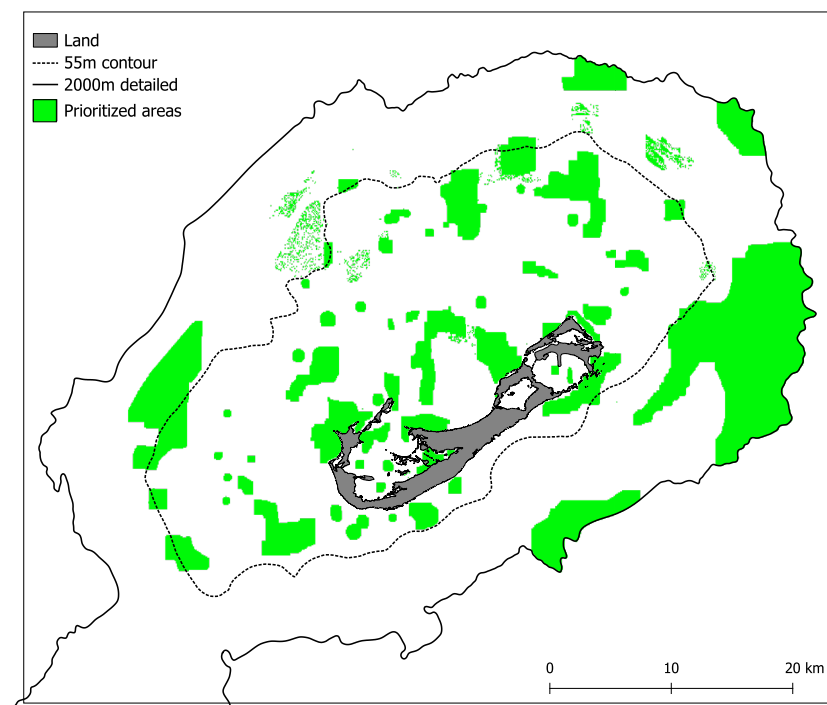 Land
55m contour
2000m detailed
Prioritized areas
0 10 20 km